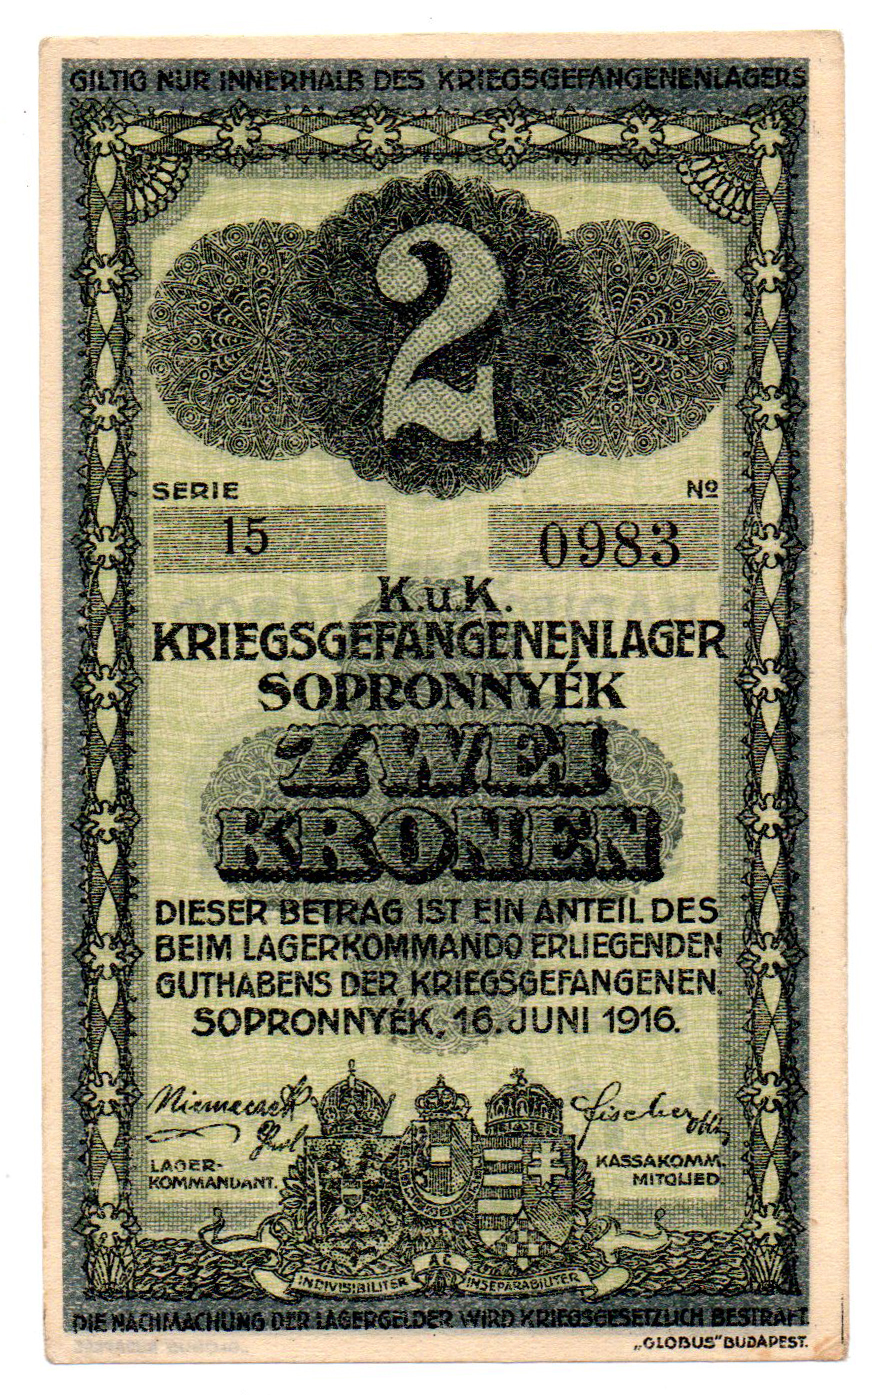 GILTIG NUR INNERHALB DES KRIEGSGEFANGENENLAGERS
2
SERIE Nº
15 0983
K.u.K.
KRIEGSGEFANGENENLAGER
SOPRONNYÉK
ZWEI
KRONEN
DIESER BETRAG IST EIN ANTEIL DES
BEIM LAGERKOMMANDO ERLIEGENDEN
GUTHABENS DER KRIEGSGEFANGENEN.
SOPRONNYÉK, 16. JUNI 1916.
Fischer
LAGER-
KOMMANDANT.
KASSAKOMM.
MITGLIED.
INDIVISIBILITER AC INSEPARABILITER
DIE NACHMACHUNG DER LAGERGELDER WIRD KRIEGSGESETZLICH BESTRAFT.
„GLOBUS” BUDAPEST.